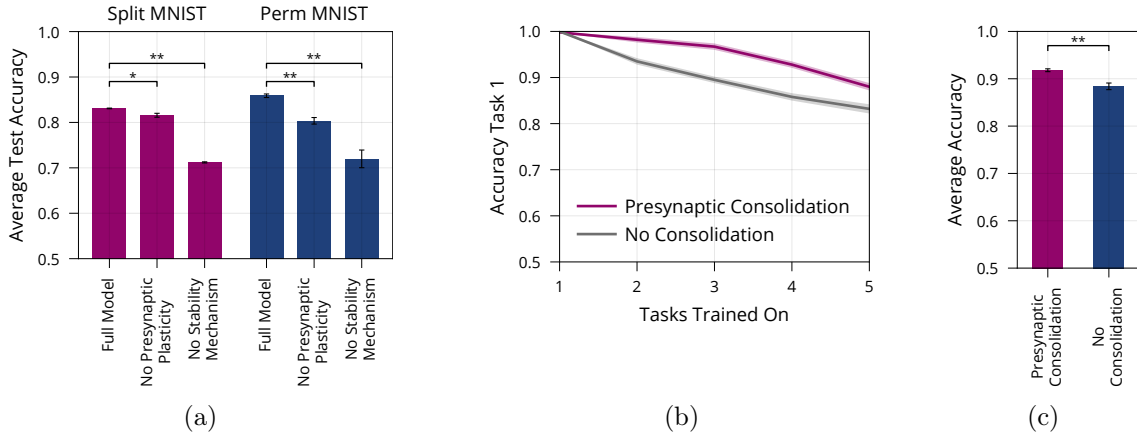 Split MNIST
Perm MNIST
Average Test Accuracy
1.0
0.9
0.8
0.7
0.6
0.5
**
*
**
**
Full Model
No Presynaptic
Plasticity
No Stability
Mechanism
Full Model
No Presynaptic
Plasticity
No Stability
Mechanism
(a)
Accuracy Task 1
1.0
0.9
0.8
0.7
0.6
0.5
Presynaptic Consolidation
No Consolidation
1 2 3 4 5
Tasks Trained On
(b)
Average Accuracy
1.0
0.9
0.8
0.7
0.6
0.5
**
Presynaptic
Consolidation
No
Consolidation
(c)